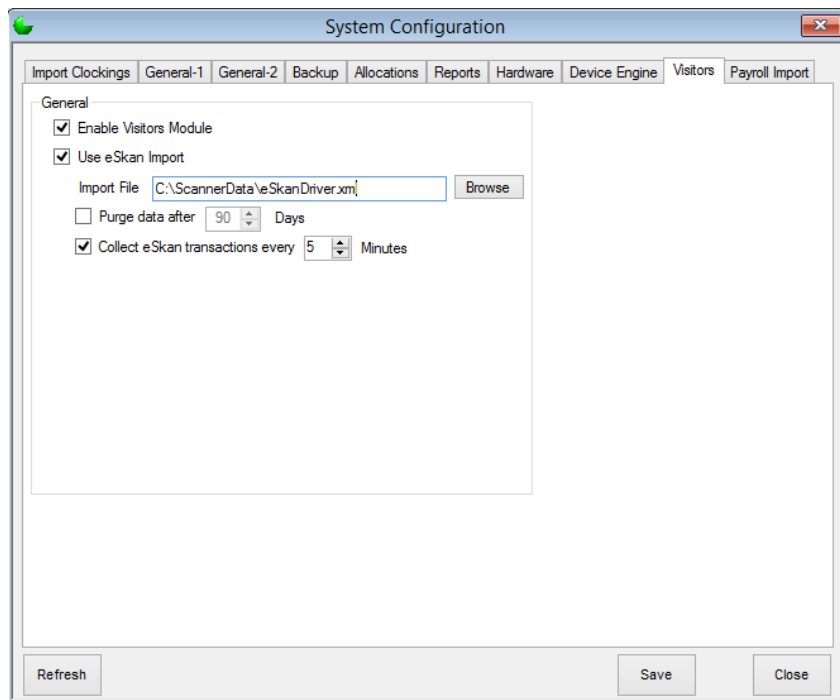 System Configuration
Import Clockings General-1 General-2 Backup Allocations Reports Hardware Device Engine Visitors Payroll Import
General
Enable Visitors Module
Use eSkan Import
Import File C:\ScannerData\eSkanDriver.xml Browse
Purge data after 90 Days
Collect eSkan transactions every 5 Minutes
Refresh Save Close